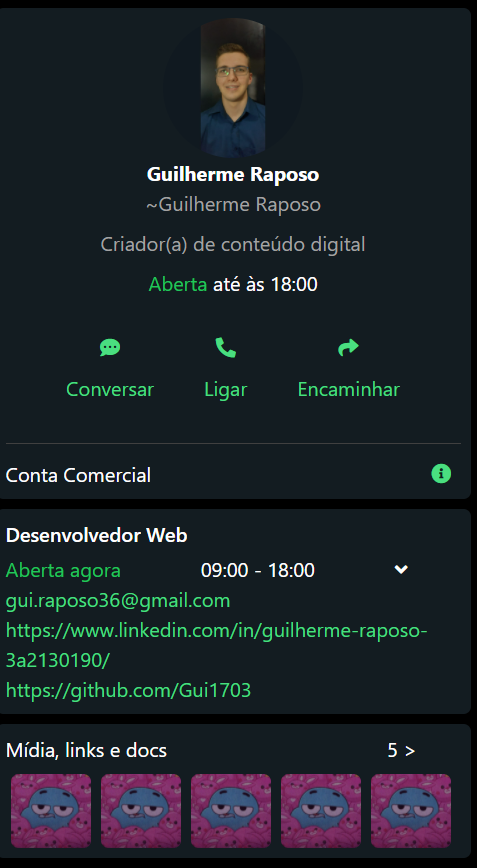 Guilherme Raposo
~Guilherme Raposo
Criador(a) de conteúdo digital
Aberta até às 18:00
Conversar Ligar Encaminhar
Conta Comercial
Desenvolvedor Web
Aberta agora 09:00 - 18:00
gui.raposo36@gmail.com
https://www.linkedin.com/in/guilherme-raposo-
3a2130190/
https://github.com/Gui1703
Mídia, links e docs 5 >